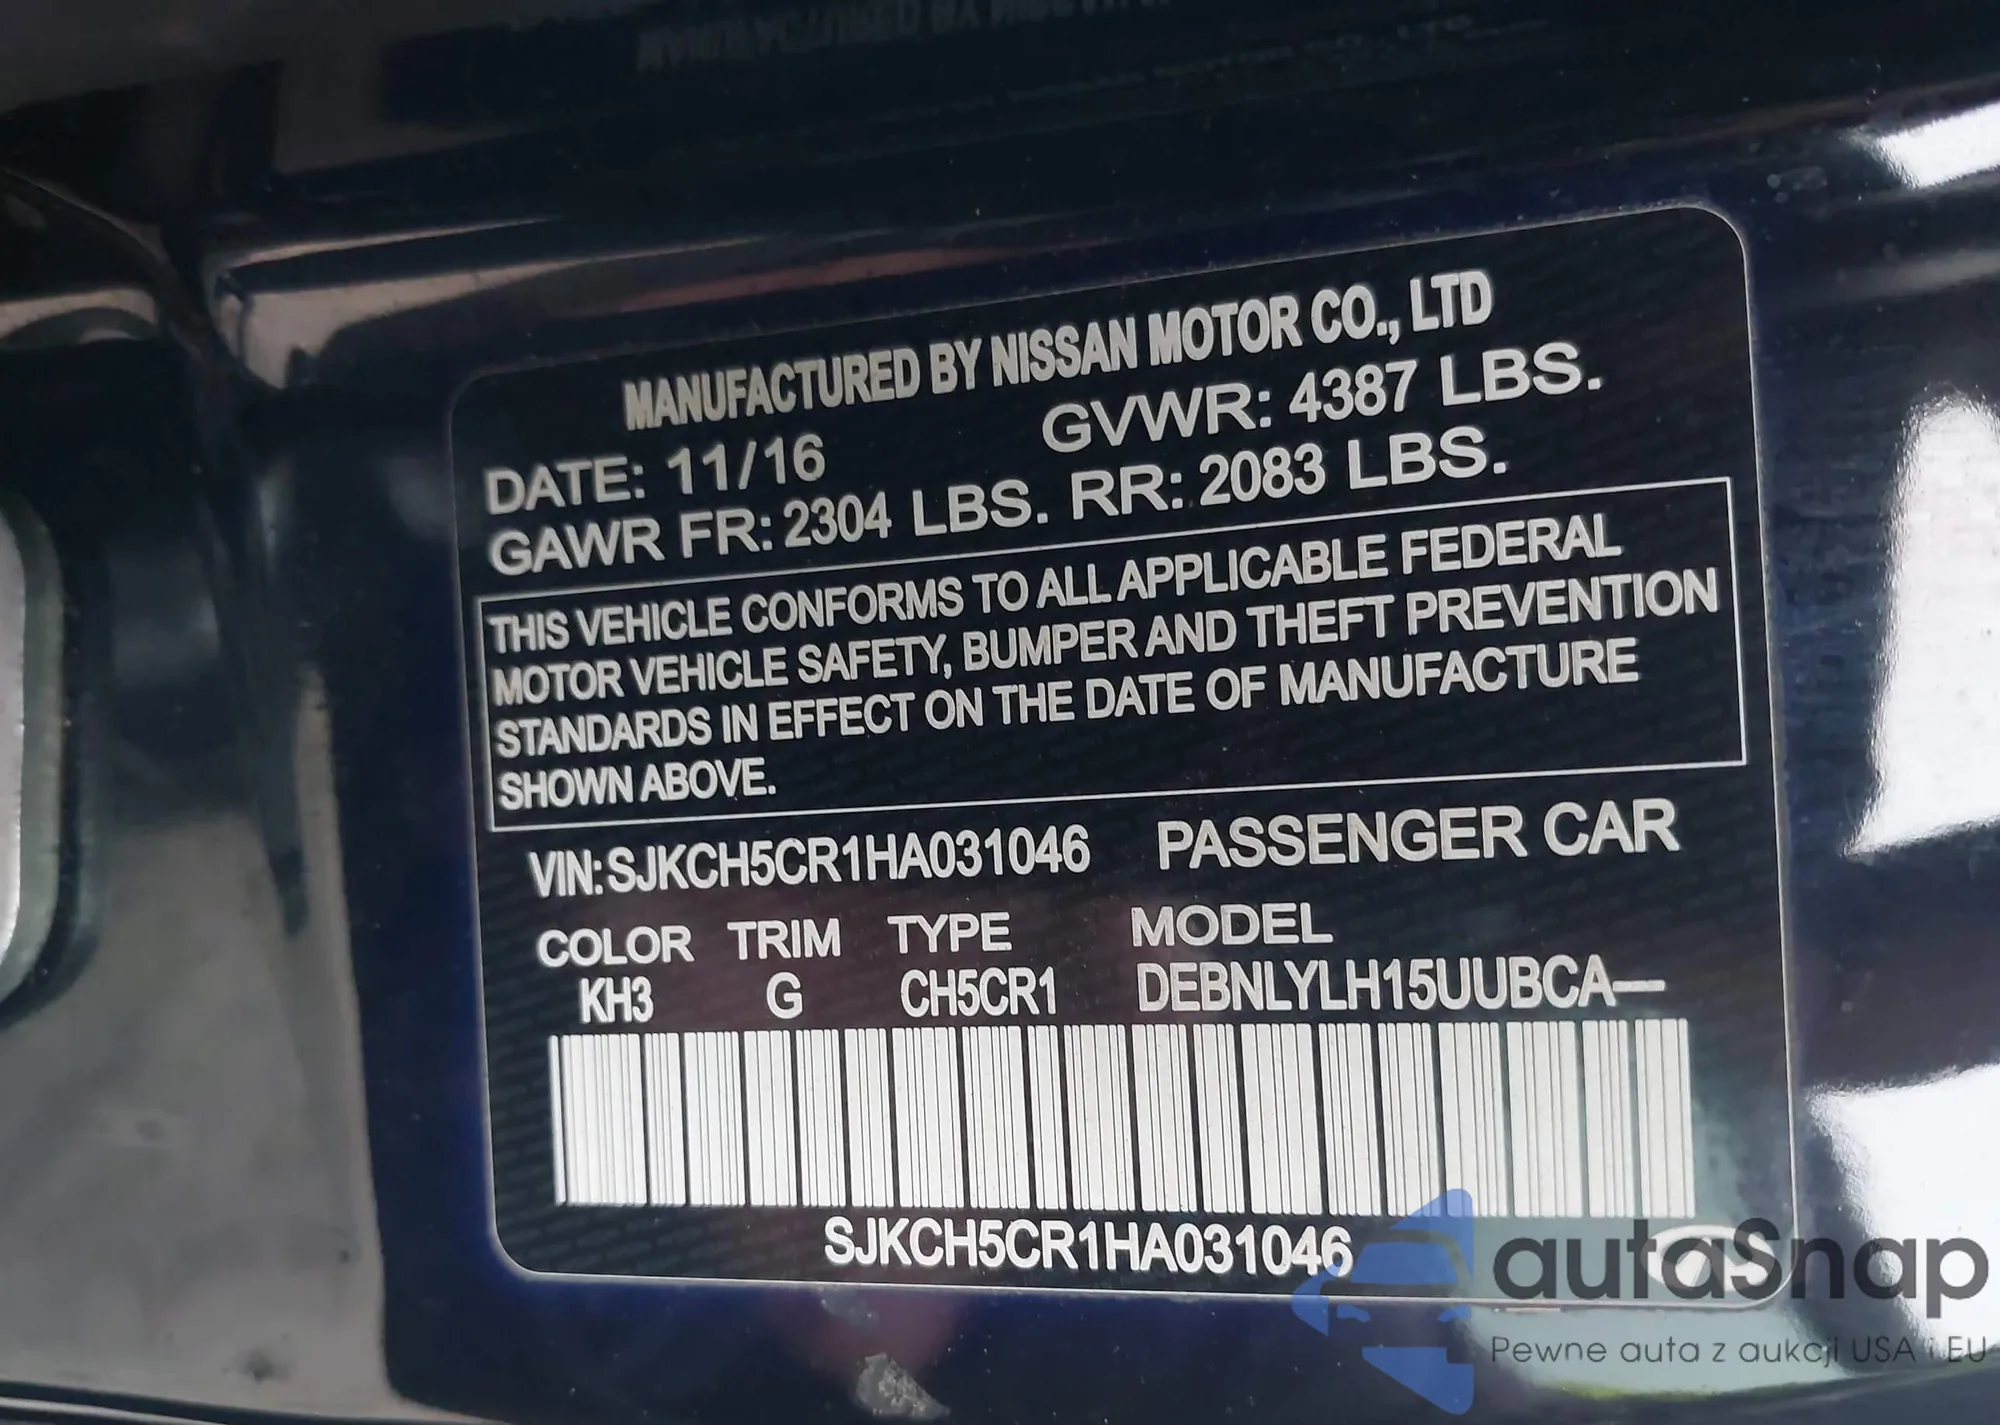 MANUFACTURED BY NISSAN MOTOR CO., LTD
DATE: 11/16 GVWR: 4387 LBS.
GAWR FR: 2304 LBS. RR: 2083 LBS.
THIS VEHICLE CONFORMS TO ALL APPLICABLE FEDERAL
MOTOR VEHICLE SAFETY, BUMPER AND THEFT PREVENTION
STANDARDS IN EFFECT ON THE DATE OF MANUFACTURE
SHOWN ABOVE.
VIN: SJKCH5CR1HA031046 PASSENGER CAR
COLOR TRIM TYPE MODEL
KH3 G CH5CR1 DEBNLYLH15UUBCA—
SJKCH5CR1HA031046
autaSnap
Pewne auta z aukcji USA i EU